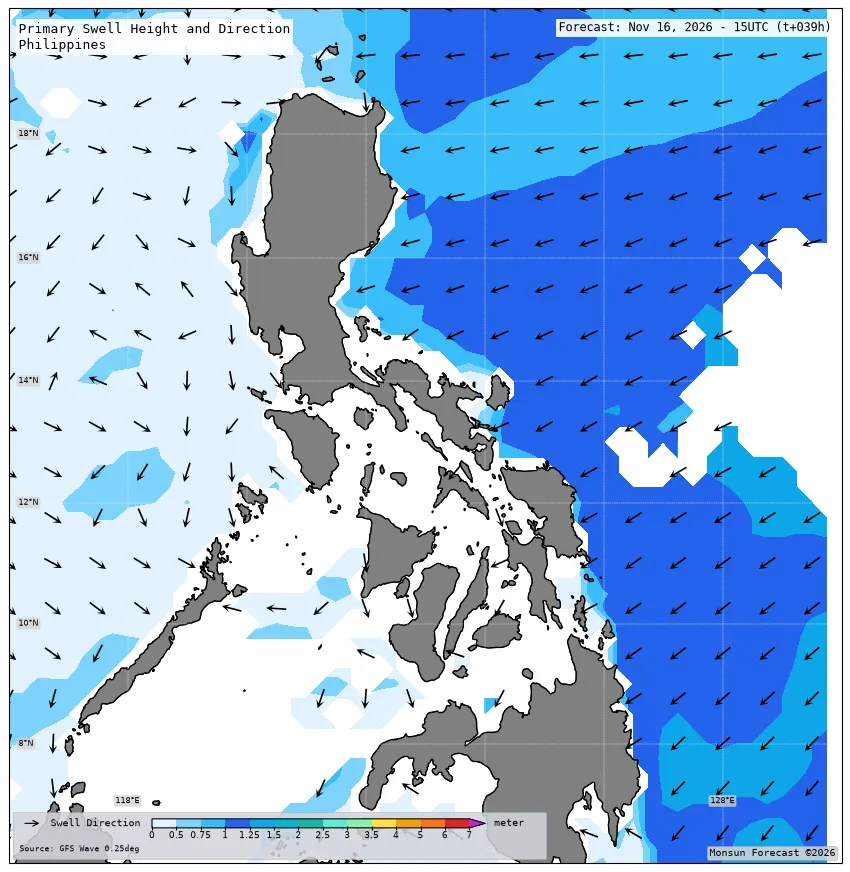 Primary Swell Height and Direction
Philippines
Forecast: Nov 16, 2026 - 15UTC (t+039h)
18°N
16°N
14°N
12°N
10°N
8°N
118°E
128°E
Swell Direction
0 0.5 0.75 1 1.25 1.5 2 2.5 3 3.5 4 5 6 7
meter
Source: GFS Wave 0.25deg
Monsun Forecast ©2026